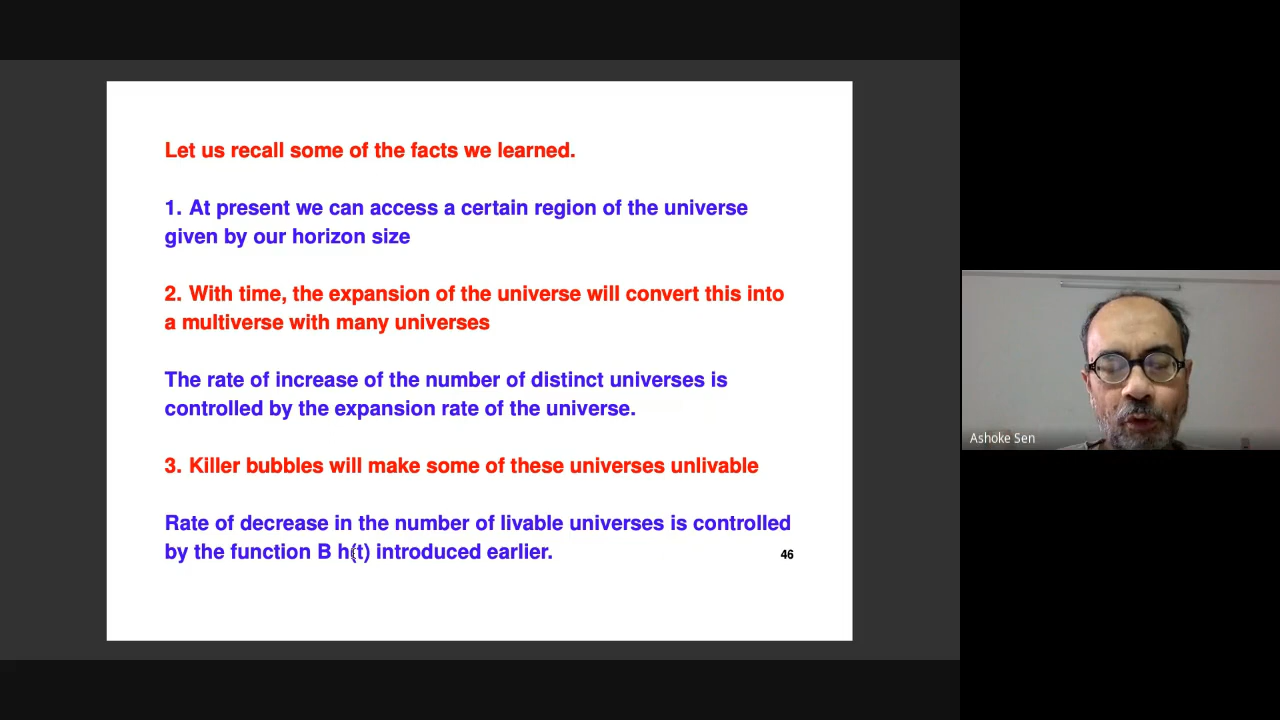 Let us recall some of the facts we learned.
1. At present we can access a certain region of the universe
given by our horizon size
2. With time, the expansion of the universe will convert this into
a multiverse with many universes
The rate of increase of the number of distinct universes is
controlled by the expansion rate of the universe.
3. Killer bubbles will make some of these universes unlivable
Rate of decrease in the number of livable universes is controlled
by the function B h(t) introduced earlier.
46
Ashoke Sen